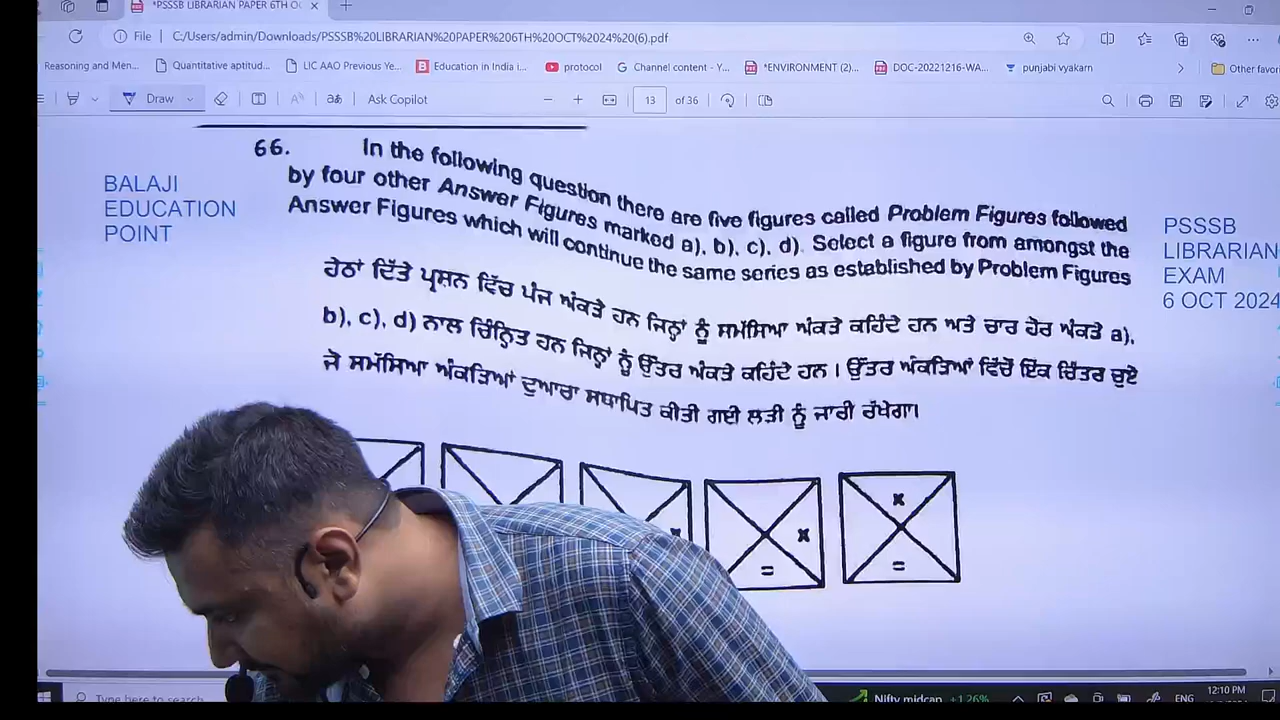 *PSSSB LIBRARIAN PAPER 6TH OC
File C:/Users/admin/Downloads/PSSSB%20LIBRARIAN%20PAPER%206TH%20OCT%2024%20(6).pdf
Reasoning and Men... Quantitative aptitud... LIC AAO Previous Ye... Education in India i... protocol Channel content - Y... *ENVIRONMENT (2)... DOC-20221216-WA... punjabi vyakarn Other favori
Draw Ask Copilot 13 of 36
66. In the following question there are five figures called Problem Figures followed
by four other Answer Figures marked a), b), c), d). Select a figure from amongst the
Answer Figures which will continue the same series as established by Problem Figures
ਹੇਠਾਂ ਦਿੱਤੇ ਪ੍ਰਸ਼ਨ ਵਿੱਚ ਪੰਜ ਅੰਕੜੇ ਹਨ ਜਿਨ੍ਹਾਂ ਨੂੰ ਸਮੱਸਿਆ ਅੰਕੜੇ ਕਹਿੰਦੇ ਹਨ ਅਤੇ ਚਾਰ ਹੋਰ ਅੰਕੜੇ a),
b), c), d) ਨਾਲ ਚਿੰਨ੍ਹਿਤ ਹਨ ਜਿਨ੍ਹਾਂ ਨੂੰ ਉੱਤਰ ਅੰਕੜੇ ਕਹਿੰਦੇ ਹਨ। ਉੱਤਰ ਅੰਕੜਿਆਂ ਵਿੱਚੋਂ ਇੱਕ ਚਿੱਤਰ ਚੁਣੋ
ਜੋ ਸਮੱਸਿਆ ਅੰਕੜਿਆਂ ਦੁਆਰਾ ਸਥਾਪਿਤ ਕੀਤੀ ਗਈ ਲੜੀ ਨੂੰ ਜਾਰੀ ਰੱਖੇਗਾ।
BALAJI
EDUCATION
POINT
PSSSB
LIBRARIAN
EXAM
6 OCT 2024
x
x =
x
=
Type here to search Nifty midcap +1.26% ENG 12:10 PM